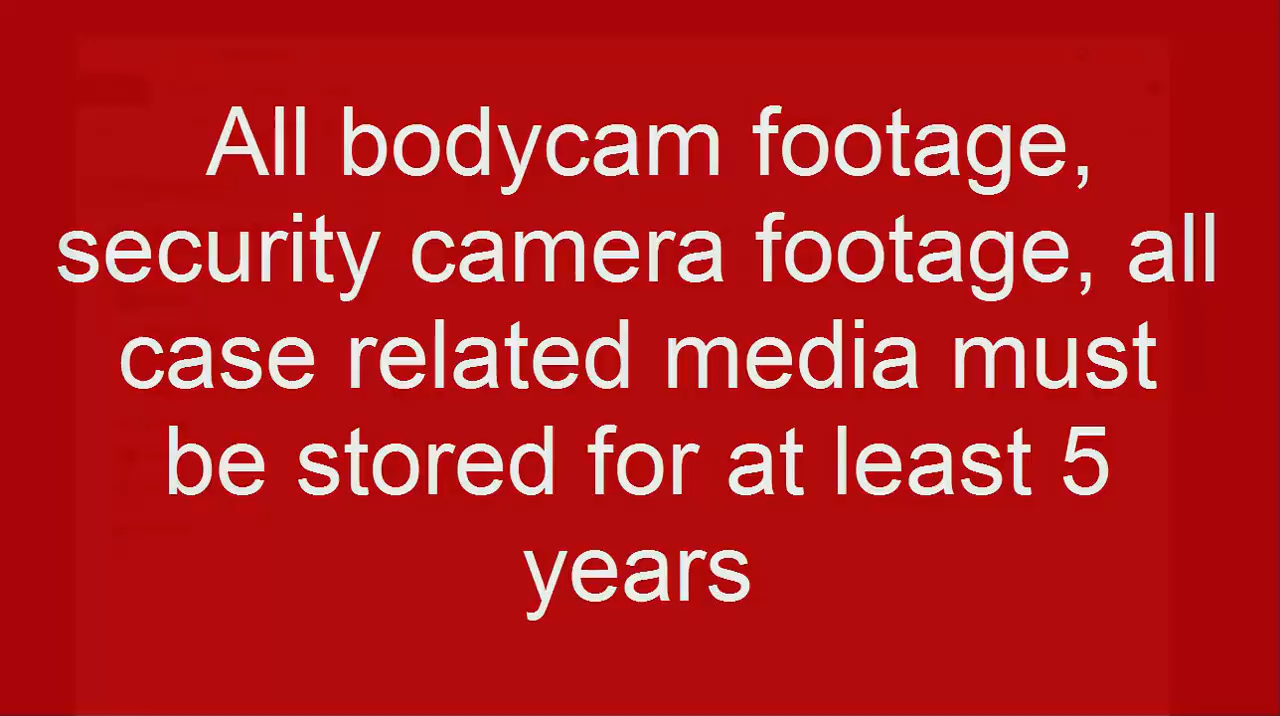 All bodycam footage,
security camera footage, all
case related media must
be stored for at least 5
years